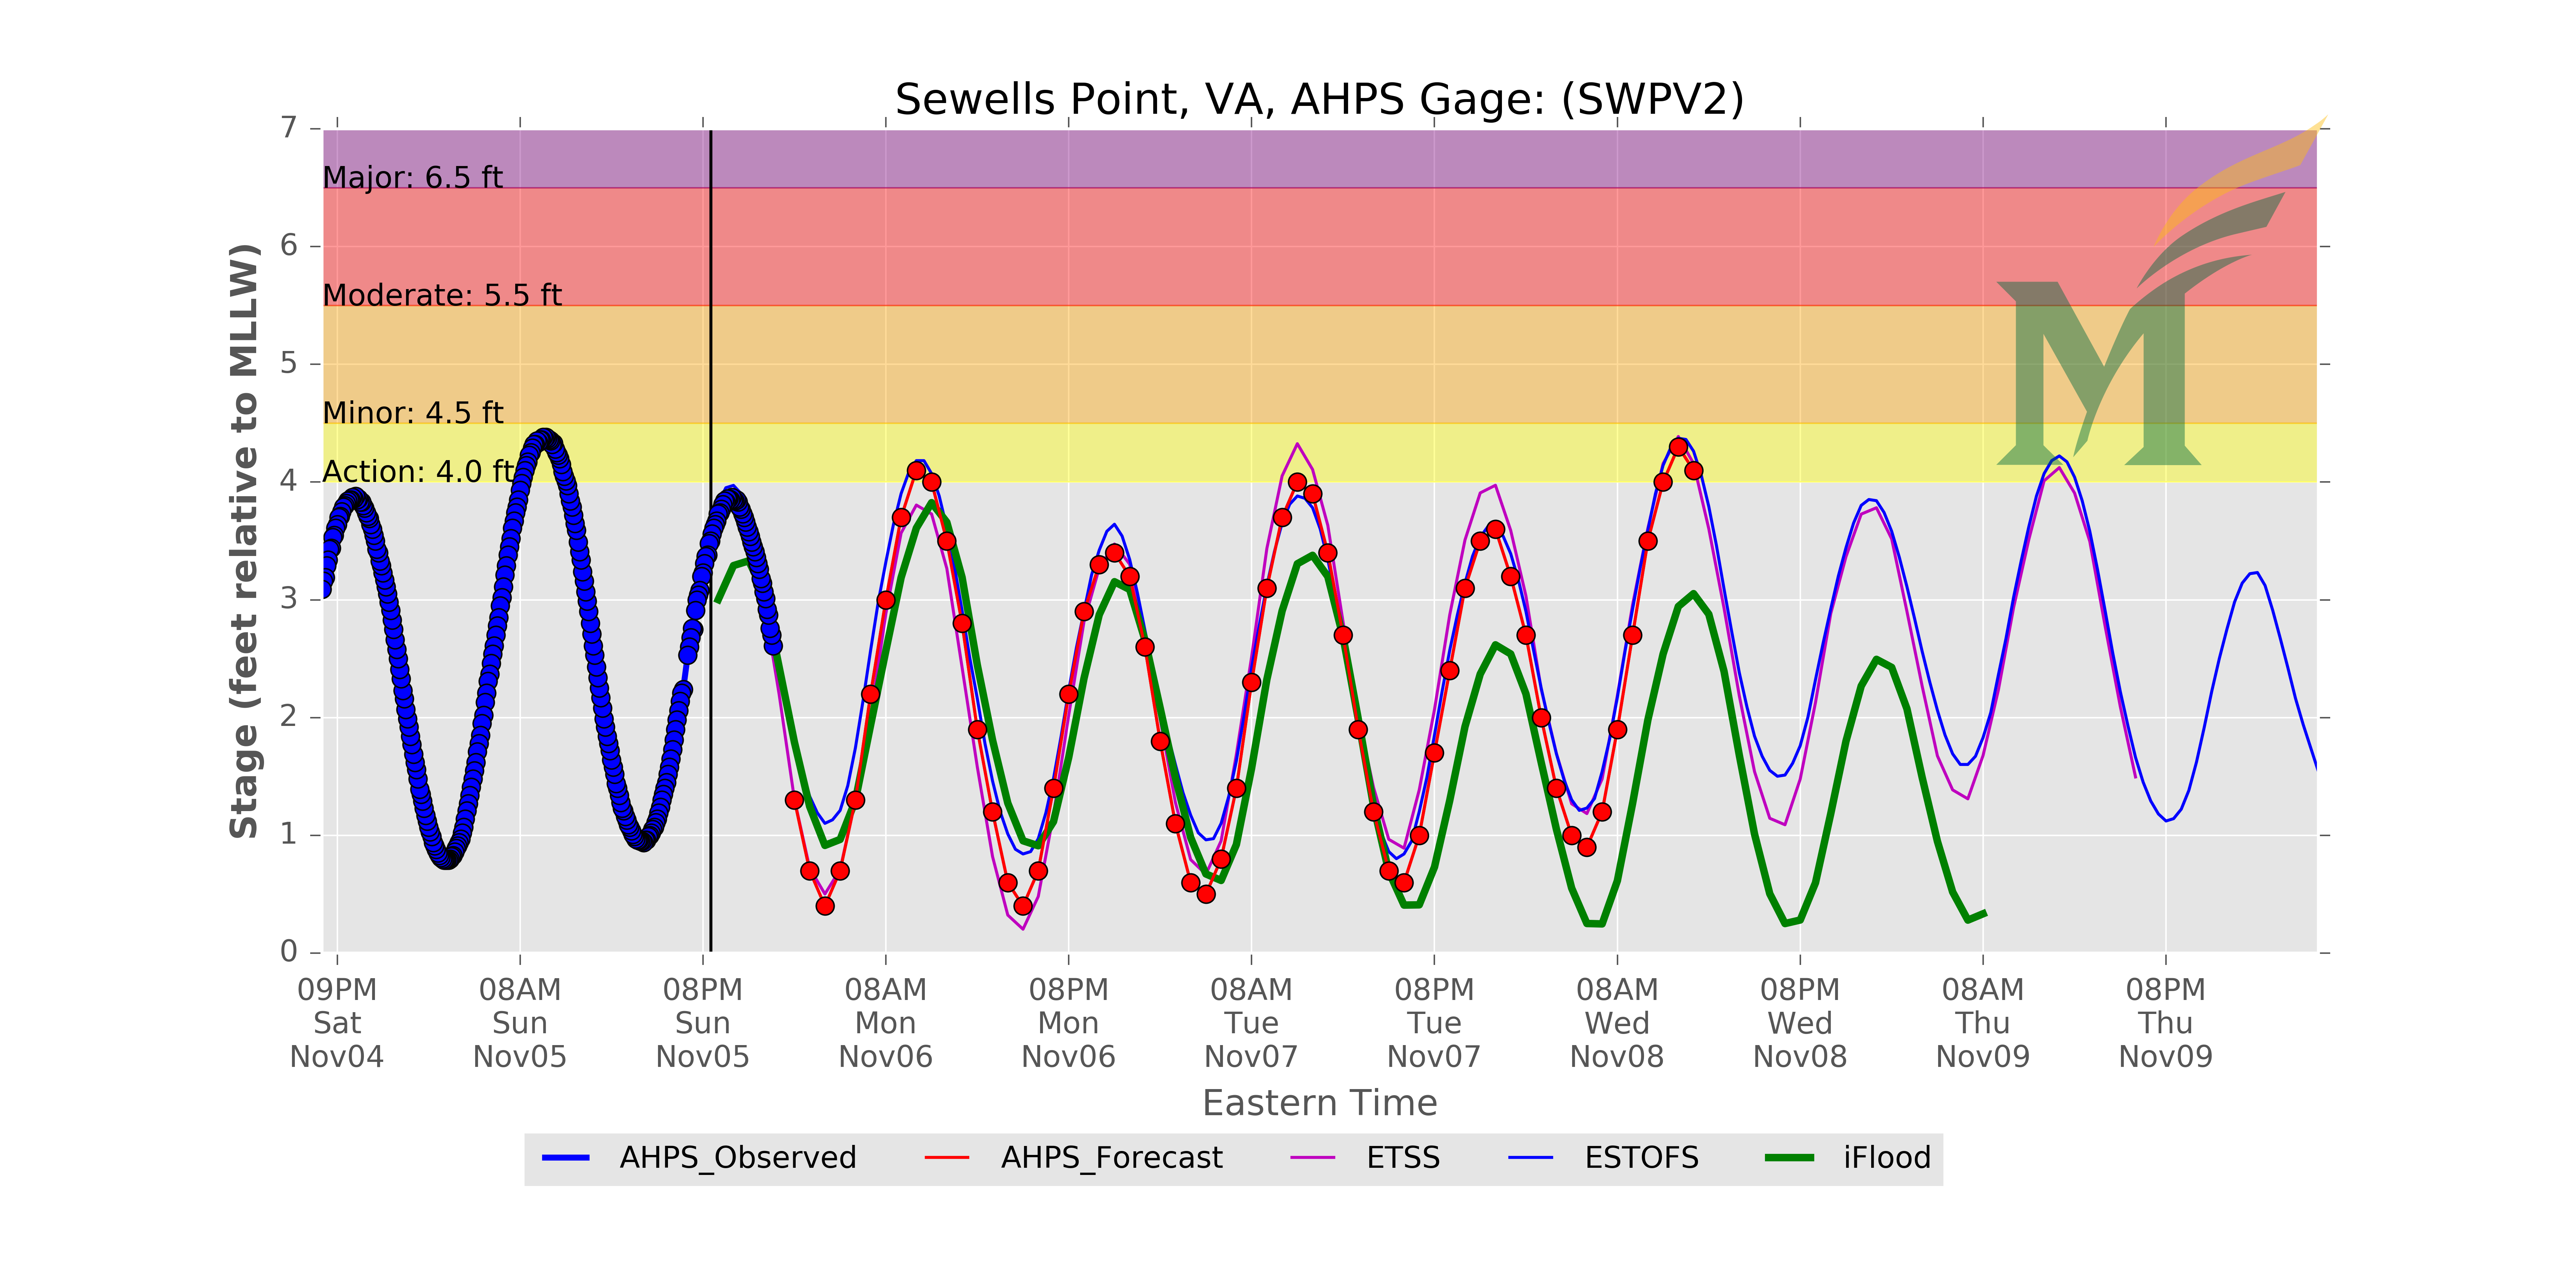 Sewells Point, VA, AHPS Gage: (SWPV2)
7
6
5
4
3
2
1
0
Stage (feet relative to MLLW)
Major: 6.5 ft
Moderate: 5.5 ft
Minor: 4.5 ft
Action: 4.0 ft
M
09PM 08AM 08PM 08AM 08PM 08AM 08PM 08AM 08PM 08AM 08PM
Sat Sun Sun Mon Mon Tue Tue Wed Wed Thu Thu
Nov04 Nov05 Nov05 Nov06 Nov06 Nov07 Nov07 Nov08 Nov08 Nov09 Nov09
Eastern Time
AHPS_Observed AHPS_Forecast ETSS ESTOFS iFlood